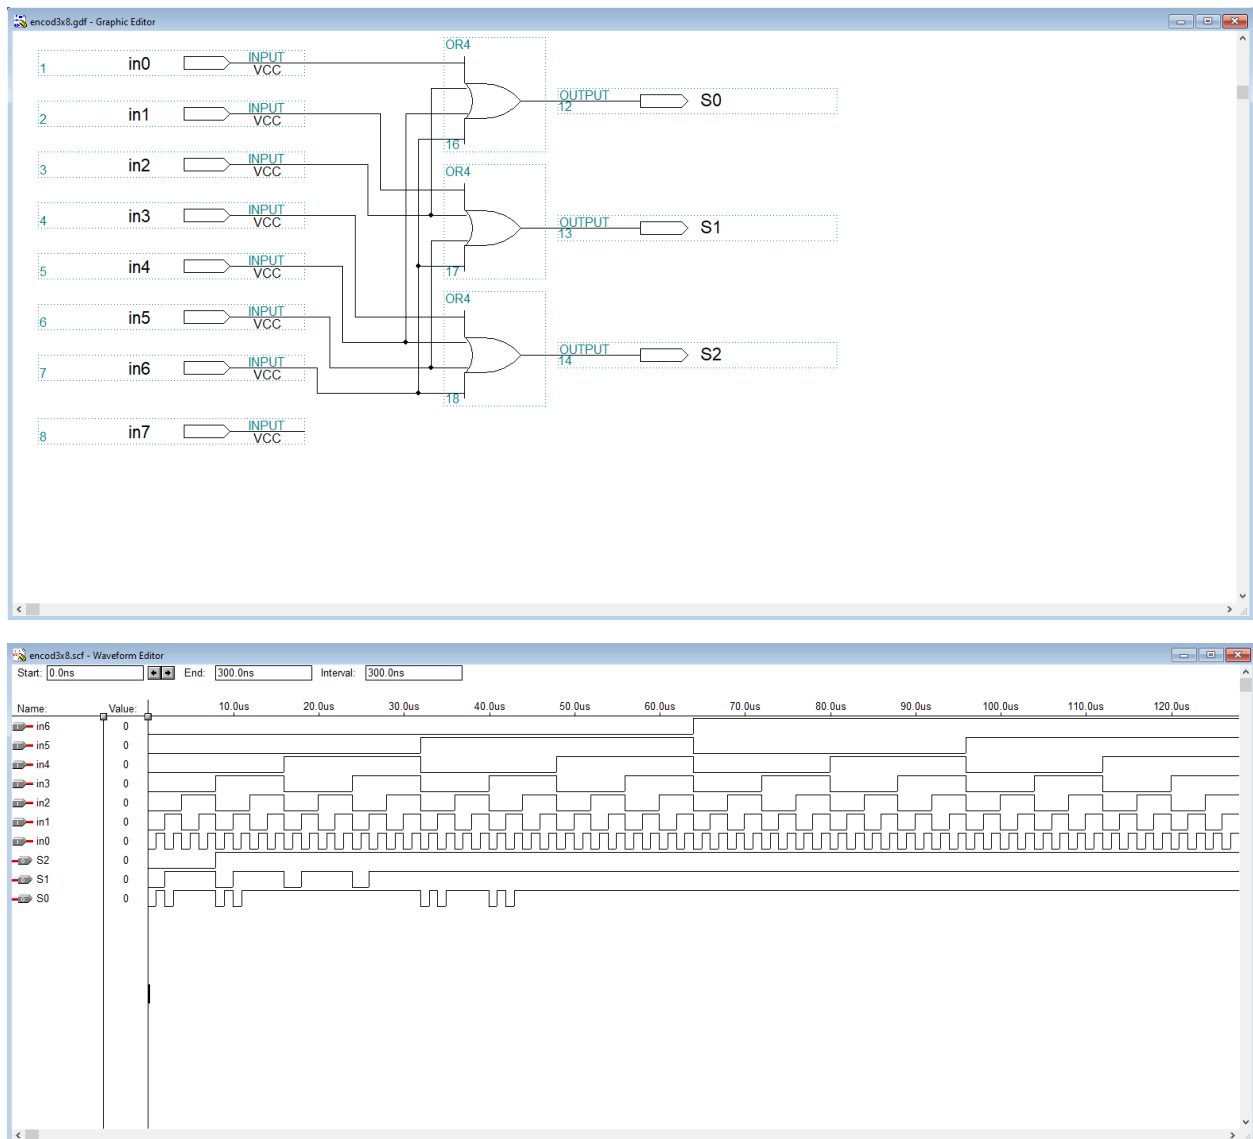 encod3x8.gdf - Graphic Editor
OR4
1 in0 INPUT VCC
OUTPUT 12 S0
2 in1 INPUT VCC
16
3 in2 INPUT VCC
OR4
4 in3 INPUT VCC
OUTPUT 13 S1
5 in4 INPUT VCC
17
OR4
6 in5 INPUT VCC
OUTPUT 14 S2
7 in6 INPUT VCC
18
8 in7 INPUT VCC
encod3x8.scf - Waveform Editor
Start: 0.0ns End: 300.0ns Interval: 300.0ns
Name: Value: 10.0us 20.0us 30.0us 40.0us 50.0us 60.0us 70.0us 80.0us 90.0us 100.0us 110.0us 120.0us
in6 0
in5 0
in4 0
in3 0
in2 0
in1 0
in0 0
S2 0
S1 0
S0 0